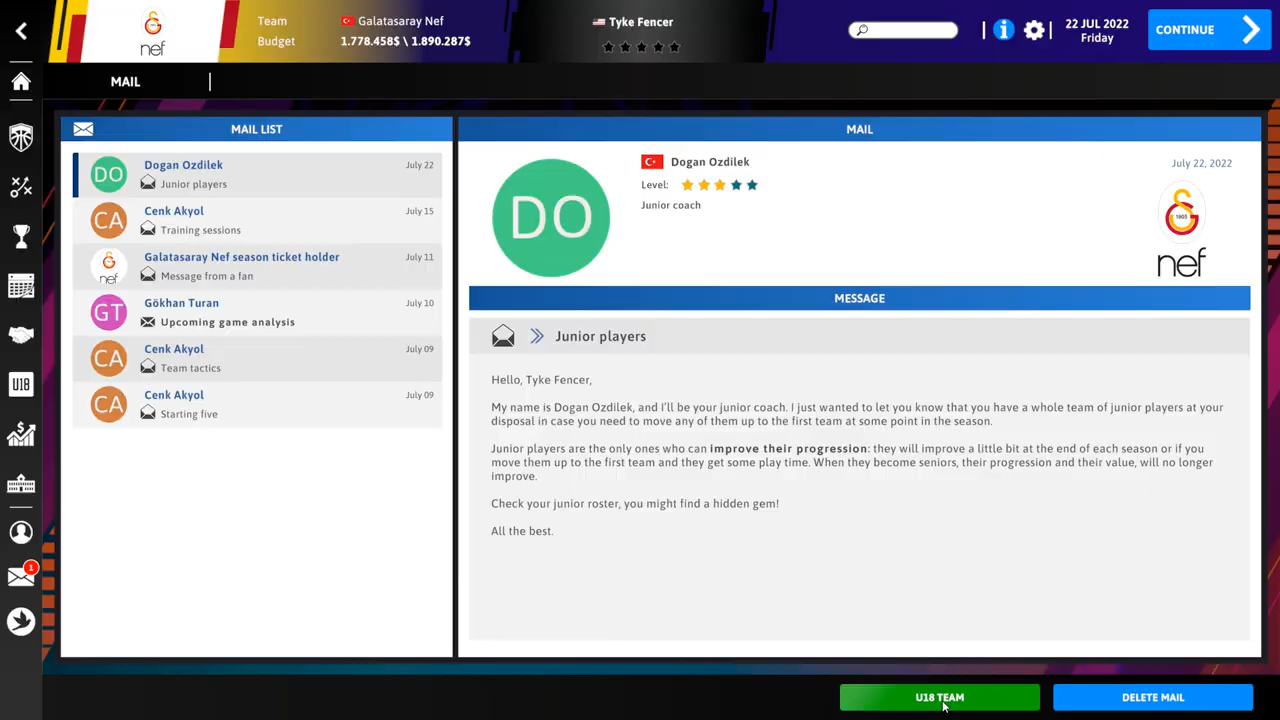 Team
Galatasaray Nef
Budget
1.778.458$ \ 1.890.287$
nef
Tyke Fencer
22 JUL 2022
Friday
CONTINUE
MAIL
MAIL LIST
DO
Dogan Ozdilek
July 22
Junior players
CA
Cenk Akyol
July 15
Training sessions
nef
Galatasaray Nef season ticket holder
July 11
Message from a fan
GT
Gökhan Turan
July 10
Upcoming game analysis
CA
Cenk Akyol
July 09
Team tactics
CA
Cenk Akyol
July 09
Starting five
U18
1
MAIL
DO
Dogan Ozdilek
Level:
Junior coach
July 22, 2022
1905
nef
MESSAGE
Junior players
Hello, Tyke Fencer,
My name is Dogan Ozdilek, and I'll be your junior coach. I just wanted to let you know that you have a whole team of junior players at your
disposal in case you need to move any of them up to the first team at some point in the season.
Junior players are the only ones who can improve their progression: they will improve a little bit at the end of each season or if you
move them up to the first team and they get some play time. When they become seniors, their progression and their value, will no longer
improve.
Check your junior roster, you might find a hidden gem!
All the best.
U18 TEAM
DELETE MAIL